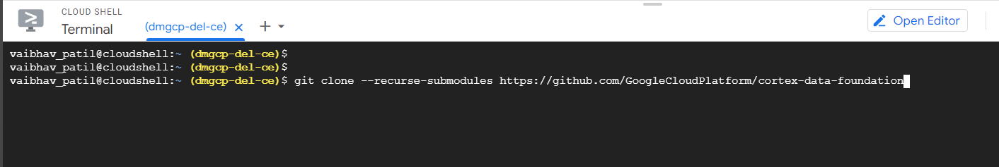 CLOUD SHELL
Terminal
(dmgcp-del-ce)
Open Editor
vaibhav_patil@cloudshell:~ (dmgcp-del-ce)$
vaibhav_patil@cloudshell:~ (dmgcp-del-ce)$
vaibhav_patil@cloudshell:~ (dmgcp-del-ce)$ git clone --recurse-submodules https://github.com/GoogleCloudPlatform/cortex-data-foundation